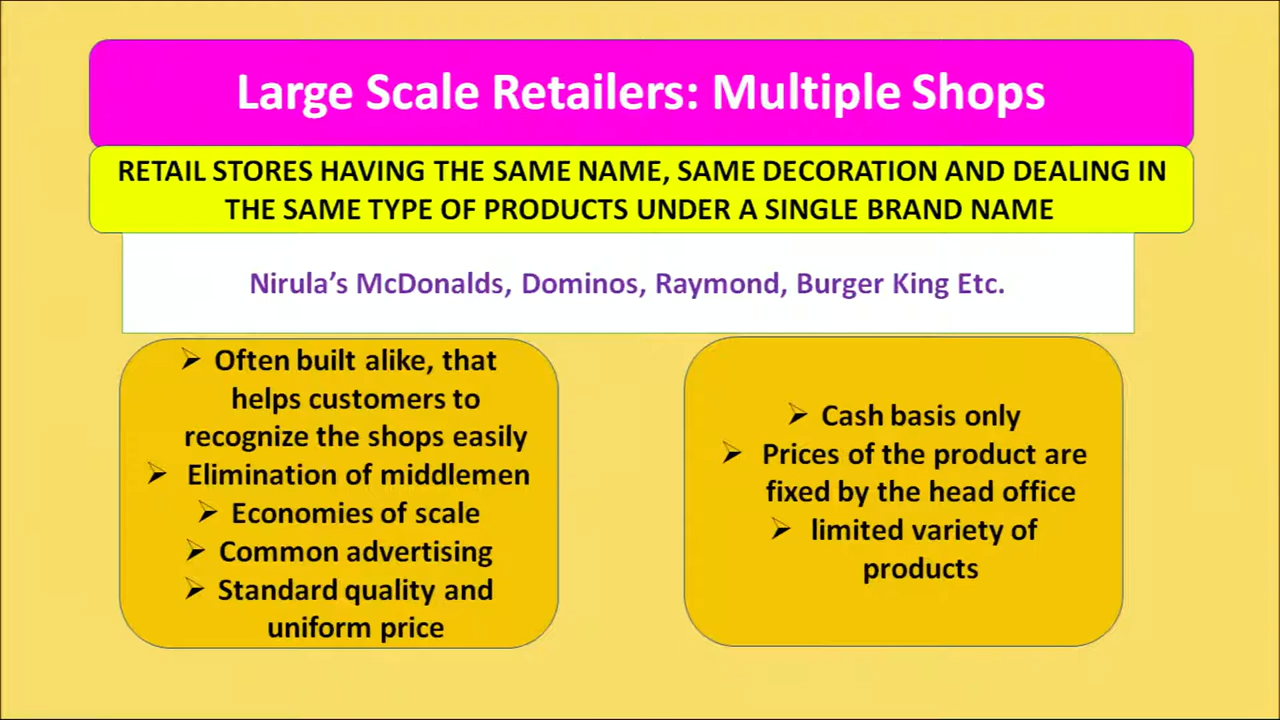 Large Scale Retailers: Multiple Shops
RETAIL STORES HAVING THE SAME NAME, SAME DECORATION AND DEALING IN
THE SAME TYPE OF PRODUCTS UNDER A SINGLE BRAND NAME
Nirula's McDonalds, Dominos, Raymond, Burger King Etc.
➢ Often built alike, that
helps customers to
recognize the shops easily
➢ Elimination of middlemen
➢ Economies of scale
➢ Common advertising
➢ Standard quality and
uniform price
➢ Cash basis only
➢ Prices of the product are
fixed by the head office
➢ limited variety of
products